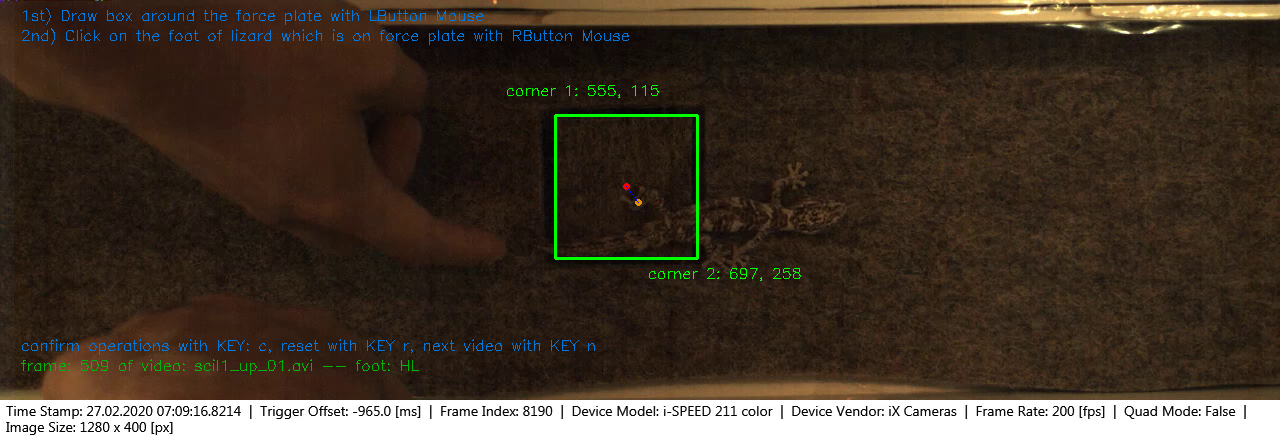 1st) Draw box around the force plate with LButton Mouse
2nd) Click on the foot of lizard which is on force plate with RButton Mouse
corner 1: 555, 115
corner 2: 697, 258
confirm operations with KEY: c, reset with KEY r, next video with KEY n
frame: 509 of video: scil1_up_01.avi -- foot: HL
Time Stamp: 27.02.2020 07:09:16.8214 | Trigger Offset: -965.0 [ms] | Frame Index: 8190 | Device Model: i-SPEED 211 color | Device Vendor: iX Cameras | Frame Rate: 200 [fps] | Quad Mode: False |
Image Size: 1280 x 400 [px]